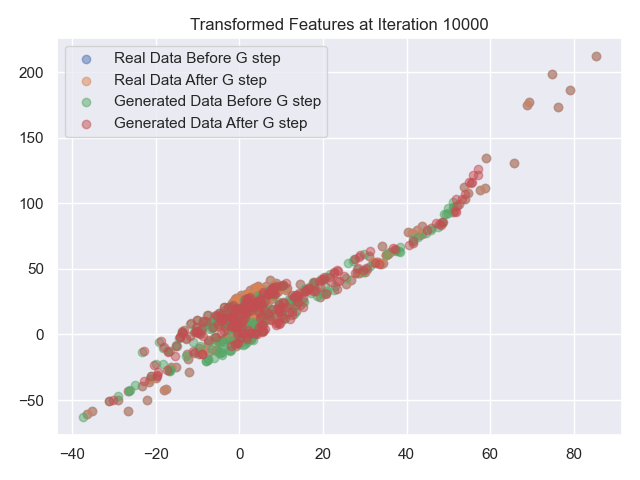 Transformed Features at Iteration 10000
Real Data Before G step
Real Data After G step
Generated Data Before G step
Generated Data After G step
200
150
100
50
0
−50
−40 −20 0 20 40 60 80